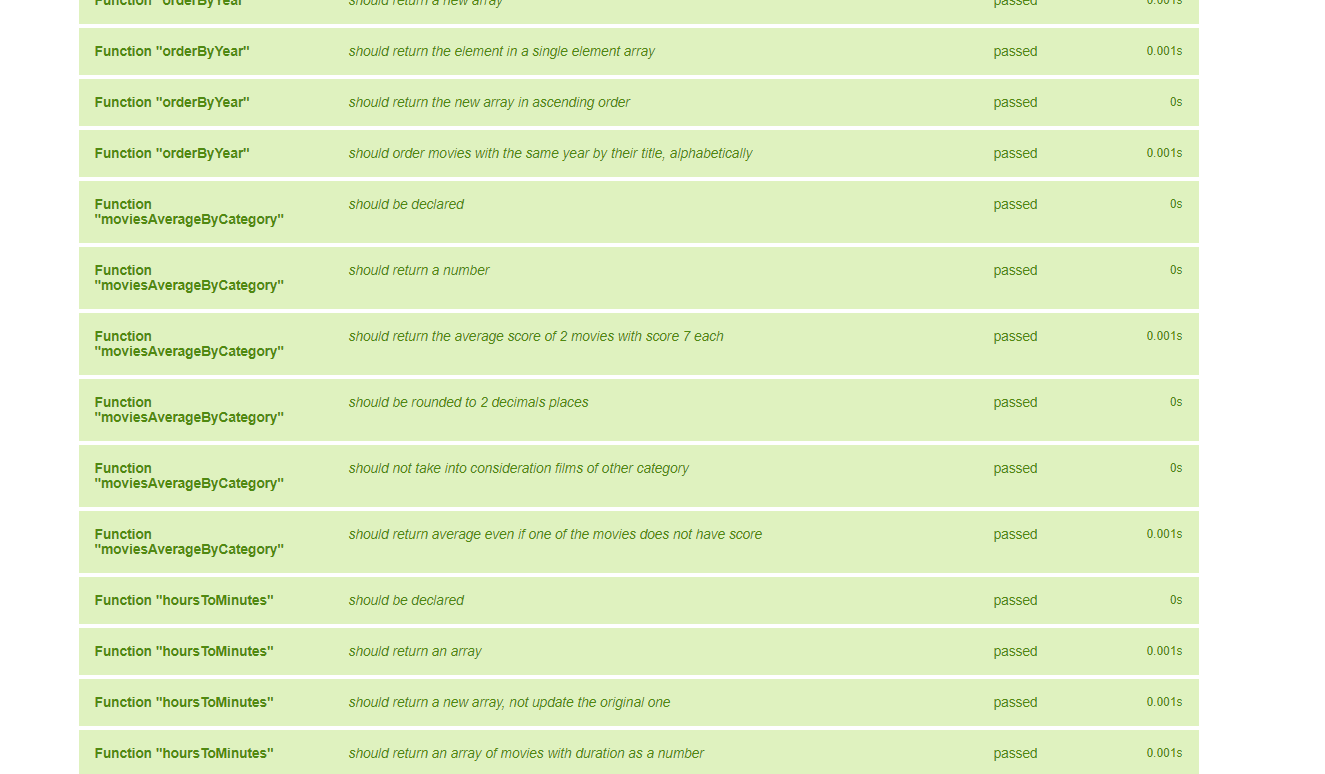 Function "orderByYear" should return a new array passed 0.001s
Function "orderByYear" should return the element in a single element array passed 0.001s
Function "orderByYear" should return the new array in ascending order passed 0s
Function "orderByYear" should order movies with the same year by their title, alphabetically passed 0.001s
Function should be declared passed 0s
"moviesAverageByCategory"
Function should return a number passed 0s
"moviesAverageByCategory"
Function should return the average score of 2 movies with score 7 each passed 0.001s
"moviesAverageByCategory"
Function should be rounded to 2 decimals places passed 0s
"moviesAverageByCategory"
Function should not take into consideration films of other category passed 0s
"moviesAverageByCategory"
Function should return average even if one of the movies does not have score passed 0.001s
"moviesAverageByCategory"
Function "hoursToMinutes" should be declared passed 0s
Function "hoursToMinutes" should return an array passed 0.001s
Function "hoursToMinutes" should return a new array, not update the original one passed 0.001s
Function "hoursToMinutes" should return an array of movies with duration as a number passed 0.001s